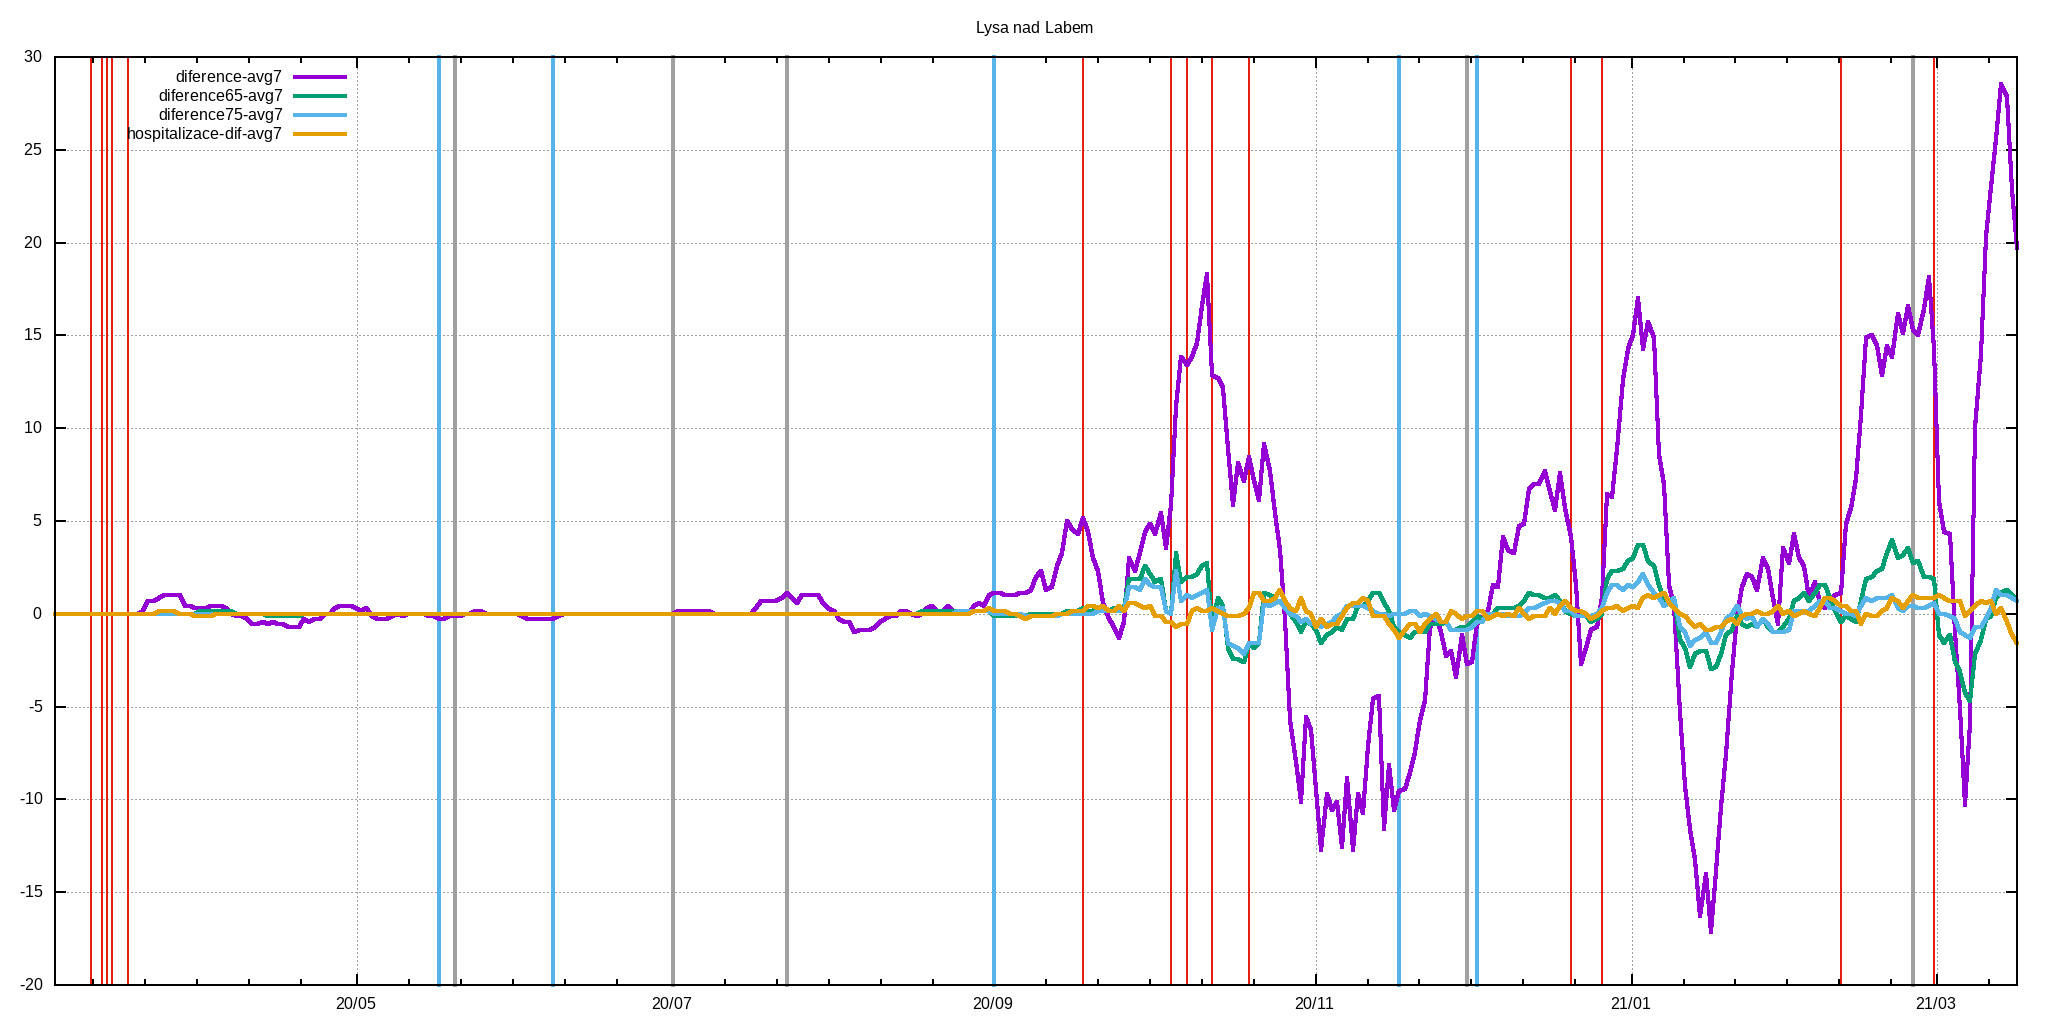 Lysa nad Labem
30
25
20
15
10
5
0
-5
-10
-15
-20
diference-avg7
diference65-avg7
diference75-avg7
hospitalizace-dif-avg7
20/05 20/07 20/09 20/11 21/01 21/03